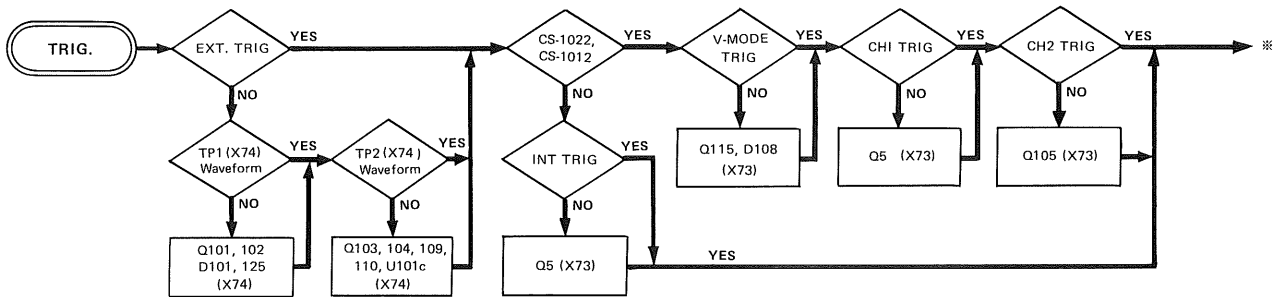 TRIG.
EXT. TRIG
YES
NO
TP1 (X74)
Waveform
YES
NO
Q101, 102
D101, 125
(X74)
TP2 (X74)
Waveform
YES
NO
Q103, 104, 109,
110, U101c
(X74)
CS-1022,
CS-1012
YES
NO
INT TRIG
YES
NO
Q5 (X73)
YES
V-MODE
TRIG
YES
NO
Q115, D108
(X73)
CH1 TRIG
YES
NO
Q5 (X73)
CH2 TRIG
YES
NO
Q105 (X73)
※